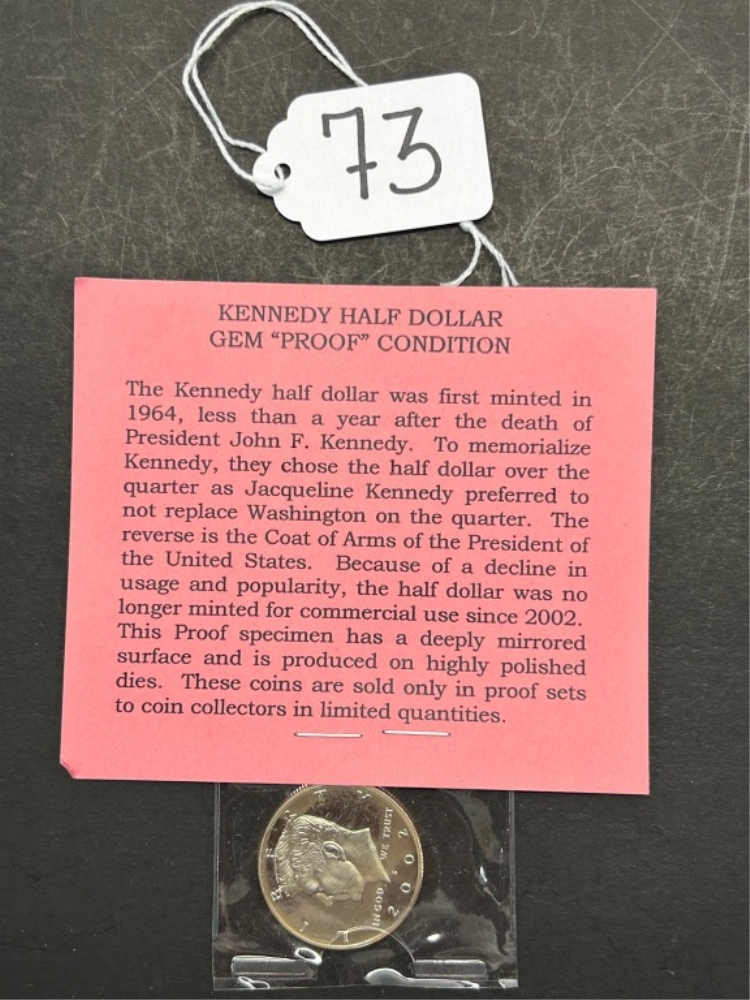 73
KENNEDY HALF DOLLAR
GEM “PROOF” CONDITION
The Kennedy half dollar was first minted in
1964, less than a year after the death of
President John F. Kennedy. To memorialize
Kennedy, they chose the half dollar over the
quarter as Jacqueline Kennedy preferred to
not replace Washington on the quarter. The
reverse is the Coat of Arms of the President of
the United States. Because of a decline in
usage and popularity, the half dollar was no
longer minted for commercial use since 2002.
This Proof specimen has a deeply mirrored
surface and is produced on highly polished
dies. These coins are sold only in proof sets
to coin collectors in limited quantities.
IN GOD WE TRUST
S